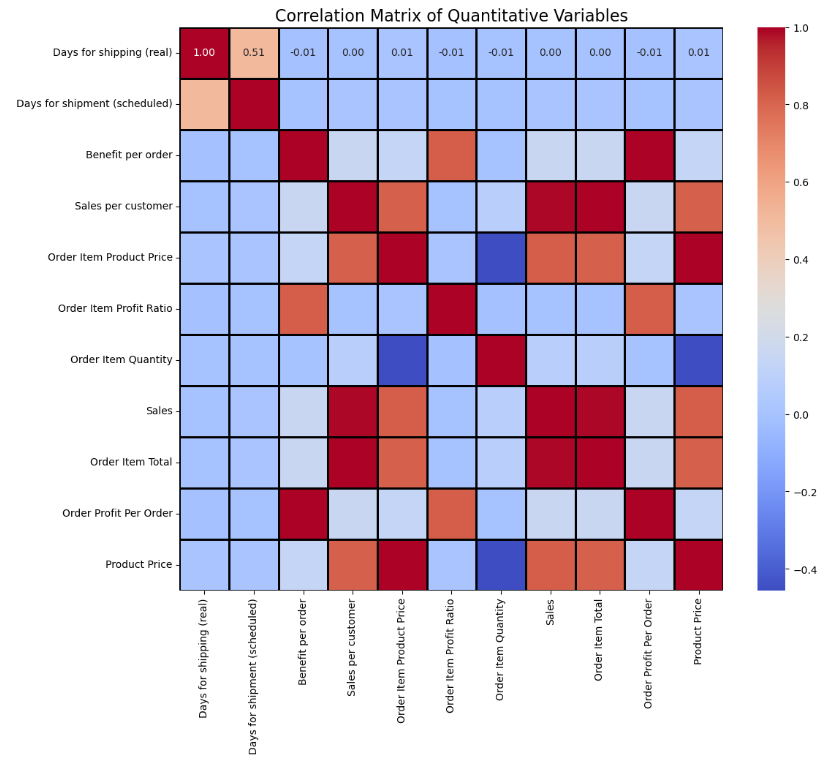 Correlation Matrix of Quantitative Variables
Days for shipping (real)
1.00 0.51 -0.01 0.00 0.01 -0.01 -0.01 0.00 0.00 -0.01 0.01
Days for shipment (scheduled)
Benefit per order
Sales per customer
Order Item Product Price
Order Item Profit Ratio
Order Item Quantity
Sales
Order Item Total
Order Profit Per Order
Product Price
Days for shipping (real)
Days for shipment (scheduled)
Benefit per order
Sales per customer
Order Item Product Price
Order Item Profit Ratio
Order Item Quantity
Sales
Order Item Total
Order Profit Per Order
Product Price
1.0
0.8
0.6
0.4
0.2
0.0
−0.2
−0.4